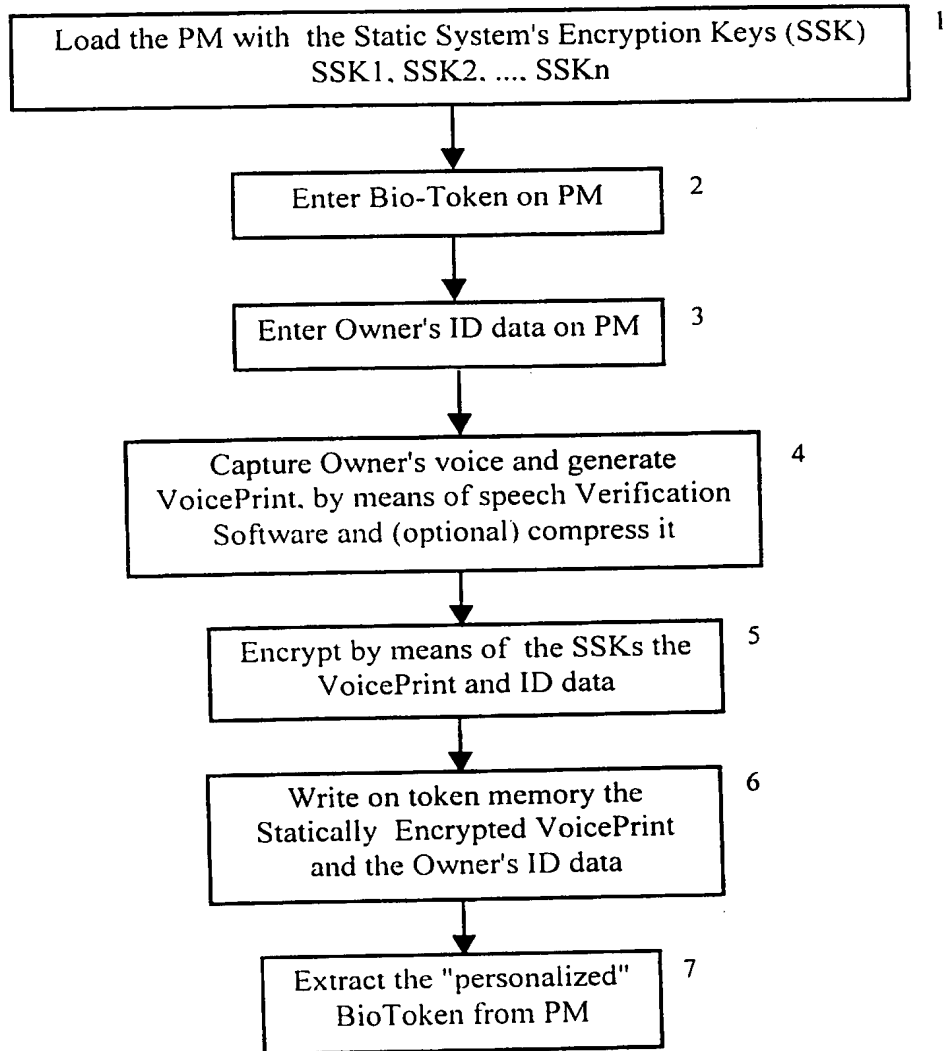 Load the PM with the Static System's Encryption Keys (SSK)
SSK1, SSK2, ...., SSKn
1
Enter Bio-Token on PM
2
Enter Owner's ID data on PM
3
Capture Owner's voice and generate
VoicePrint, by means of speech Verification
Software and (optional) compress it
4
Encrypt by means of the SSKs the
VoicePrint and ID data
5
Write on token memory the
Statically Encrypted VoicePrint
and the Owner's ID data
6
Extract the "personalized"
BioToken from PM
7